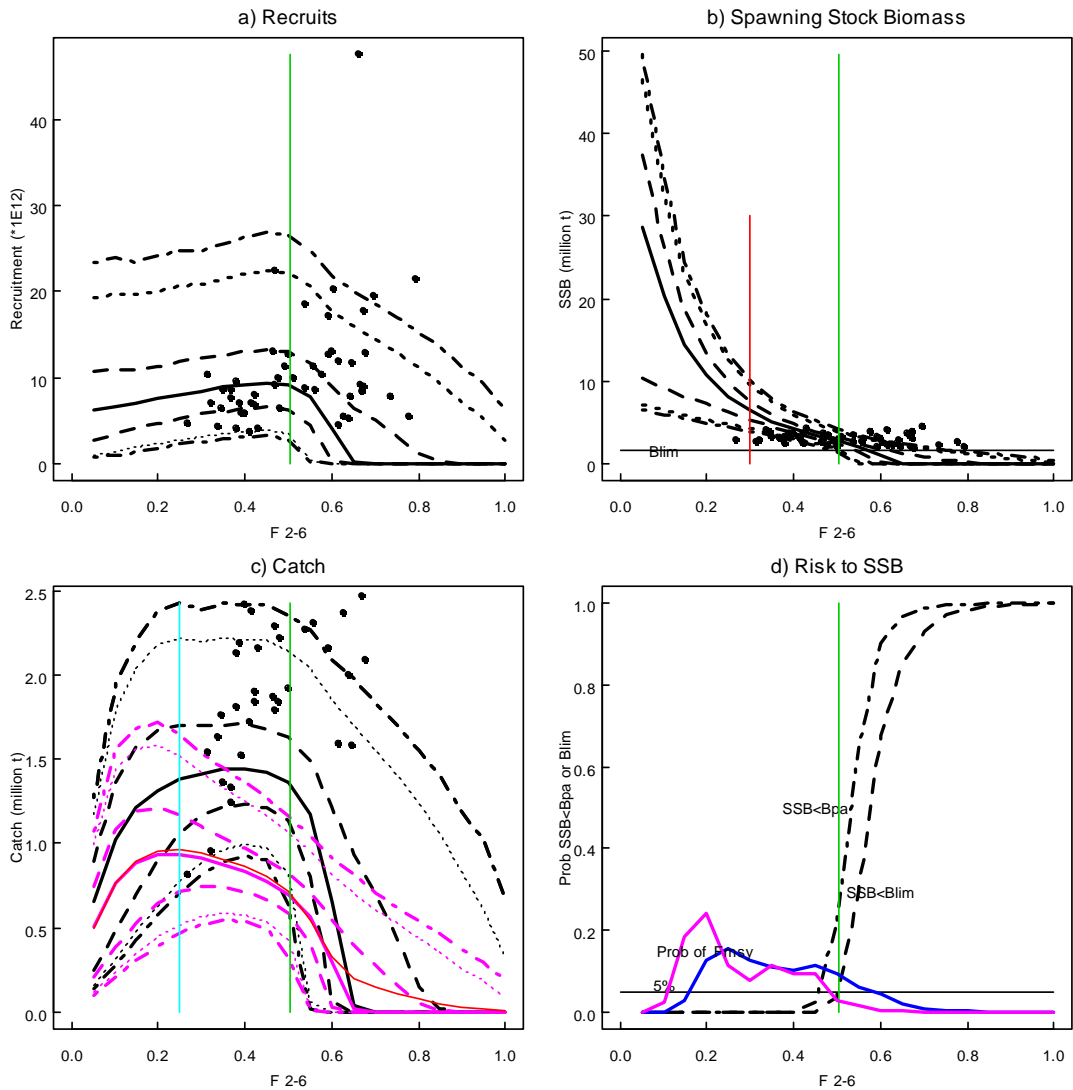 a) Recruits
Recruitment (*1E12)
40
30
20
10
0
0.0 0.2 0.4 0.6 0.8 1.0
F 2-6
b) Spawning Stock Biomass
SSB (million t)
50
40
30
20
10
0
Blim
0.0 0.2 0.4 0.6 0.8 1.0
F 2-6
c) Catch
Catch (million t)
2.5
2.0
1.5
1.0
0.5
0.0
0.0 0.2 0.4 0.6 0.8 1.0
F 2-6
d) Risk to SSB
Prob SSB<Bpa or Blim
1.0
0.8
0.6
0.4
0.2
0.0
SSB<Bpa
SSB<Blim
Prob of Fmsy
5%
0.0 0.2 0.4 0.6 0.8 1.0
F 2-6